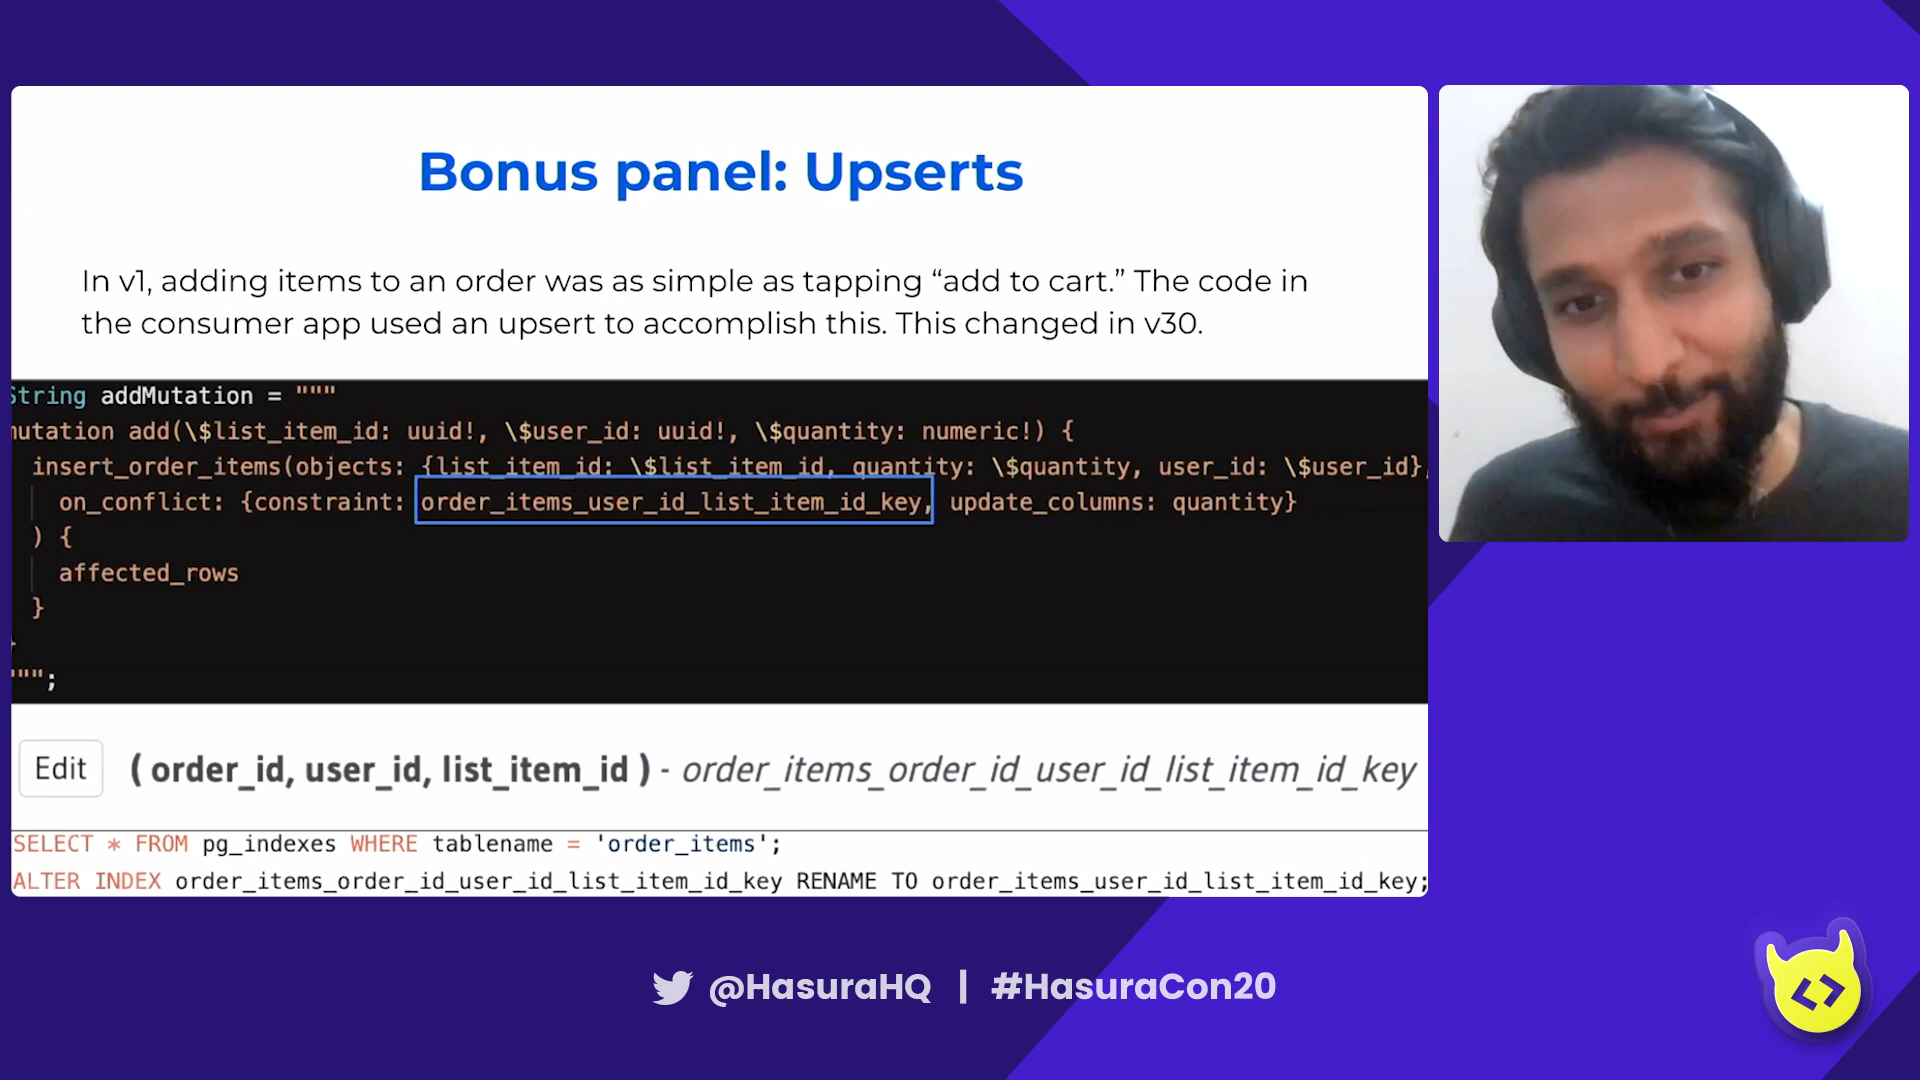 Bonus panel: Upserts
In v1, adding items to an order was as simple as tapping “add to cart.” The code in
the consumer app used an upsert to accomplish this. This changed in v30.
String addMutation = """
mutation add(\$list_item_id: uuid!, \$user_id: uuid!, \$quantity: numeric!) {
insert_order_items(objects: {list_item_id: \$list_item_id, quantity: \$quantity, user_id: \$user_id},
on_conflict: {constraint: order_items_user_id_list_item_id_key, update_columns: quantity}
) {
affected_rows
}
}
""";
Edit ( order_id, user_id, list_item_id ) - order_items_order_id_user_id_list_item_id_key
SELECT * FROM pg_indexes WHERE tablename = 'order_items';
ALTER INDEX order_items_order_id_user_id_list_item_id_key RENAME TO order_items_user_id_list_item_id_key;
@HasuraHQ | #HasuraCon20